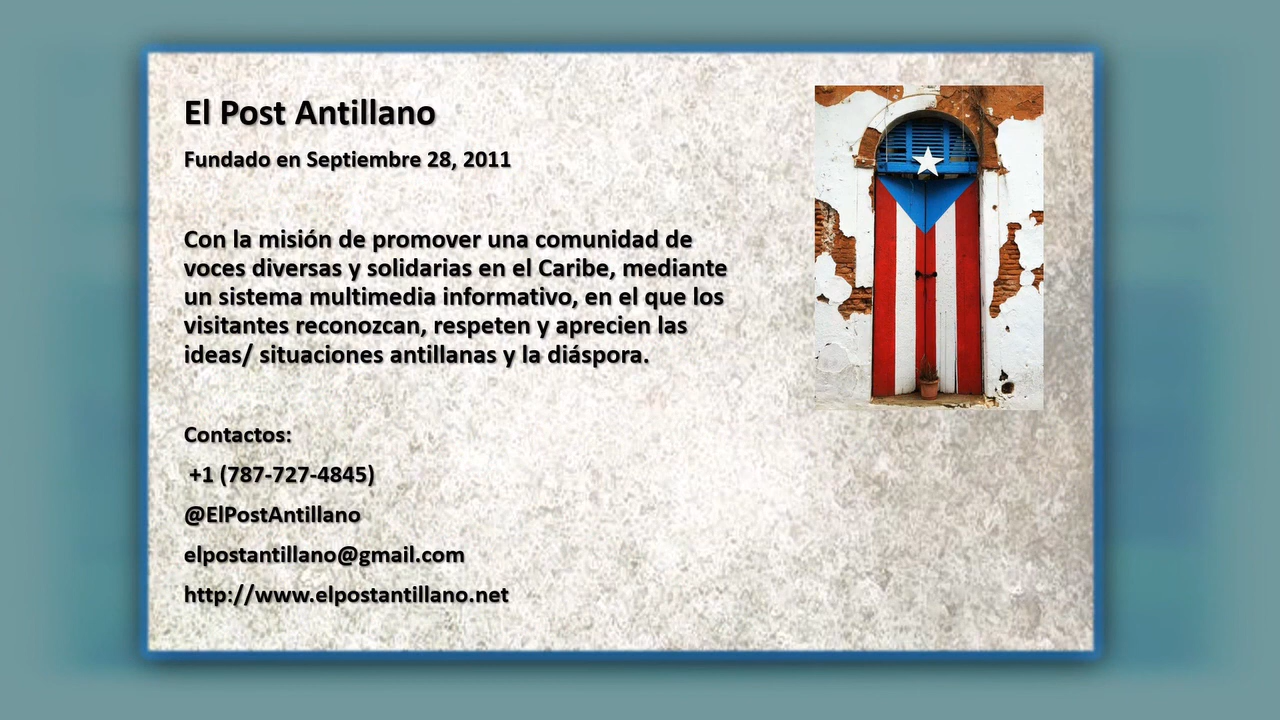 El Post Antillano
Fundado en Septiembre 28, 2011
Con la misión de promover una comunidad de
voces diversas y solidarias en el Caribe, mediante
un sistema multimedia informativo, en el que los
visitantes reconozcan, respeten y aprecien las
ideas/ situaciones antillanas y la diáspora.
Contactos:
+1 (787-727-4845)
@ElPostAntillano
elpostantillano@gmail.com
http://www.elpostantillano.net